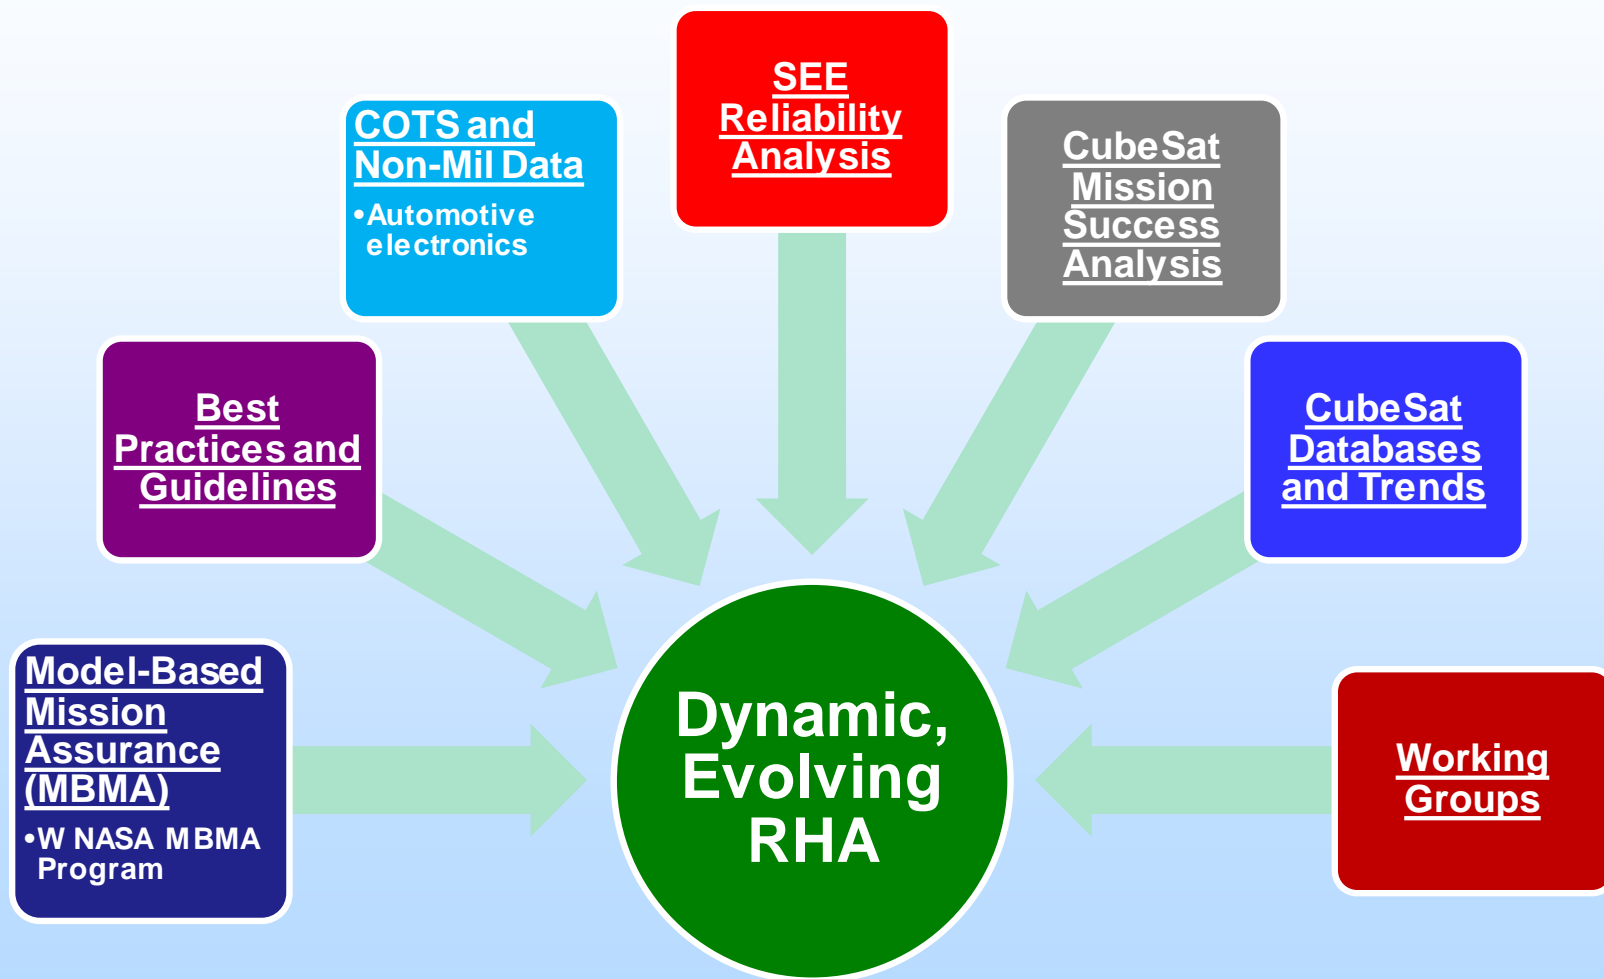 SEE
Reliability
Analysis
COTS and
Non-Mil Data
•Automotive
electronics
CubeSat
Mission
Success
Analysis
Best
Practices and
Guidelines
CubeSat
Databases
and Trends
Model-Based
Mission
Assurance
(MBMA)
•W NASA MBMA
Program
Dynamic,
Evolving
RHA
Working
Groups